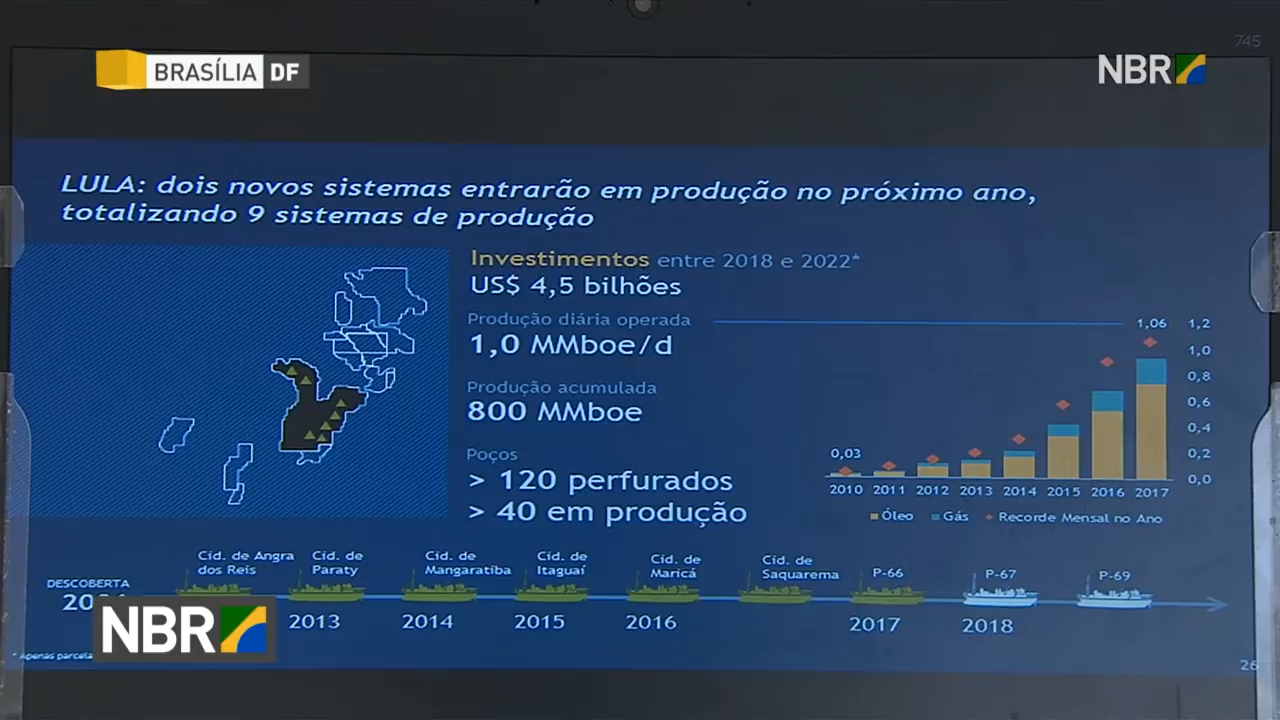 745
BRASÍLIA DF
NBR
LULA: dois novos sistemas entrarão em produção no próximo ano,
totalizando 9 sistemas de produção
Investimentos entre 2018 e 2022*
US$ 4,5 bilhões
Produção diária operada
1,0 MMboe/d
Produção acumulada
800 MMboe
Poços
> 120 perfurados
> 40 em produção
1,06
1,2
1,0
0,8
0,6
0,4
0,2
0,0
0,03
2010 2011 2012 2013 2014 2015 2016 2017
Óleo Gás Recorde Mensal no Ano
DESCOBERTA
Cid. de Angra
dos Reis
Cid. de
Paraty
Cid. de
Mangaratiba
Cid. de
Itaguaí
Cid. de
Maricá
Cid. de
Saquarema
P-66
P-67
P-69
2013 2014 2015 2016 2017 2018
NBR
* Apenas parcela
26